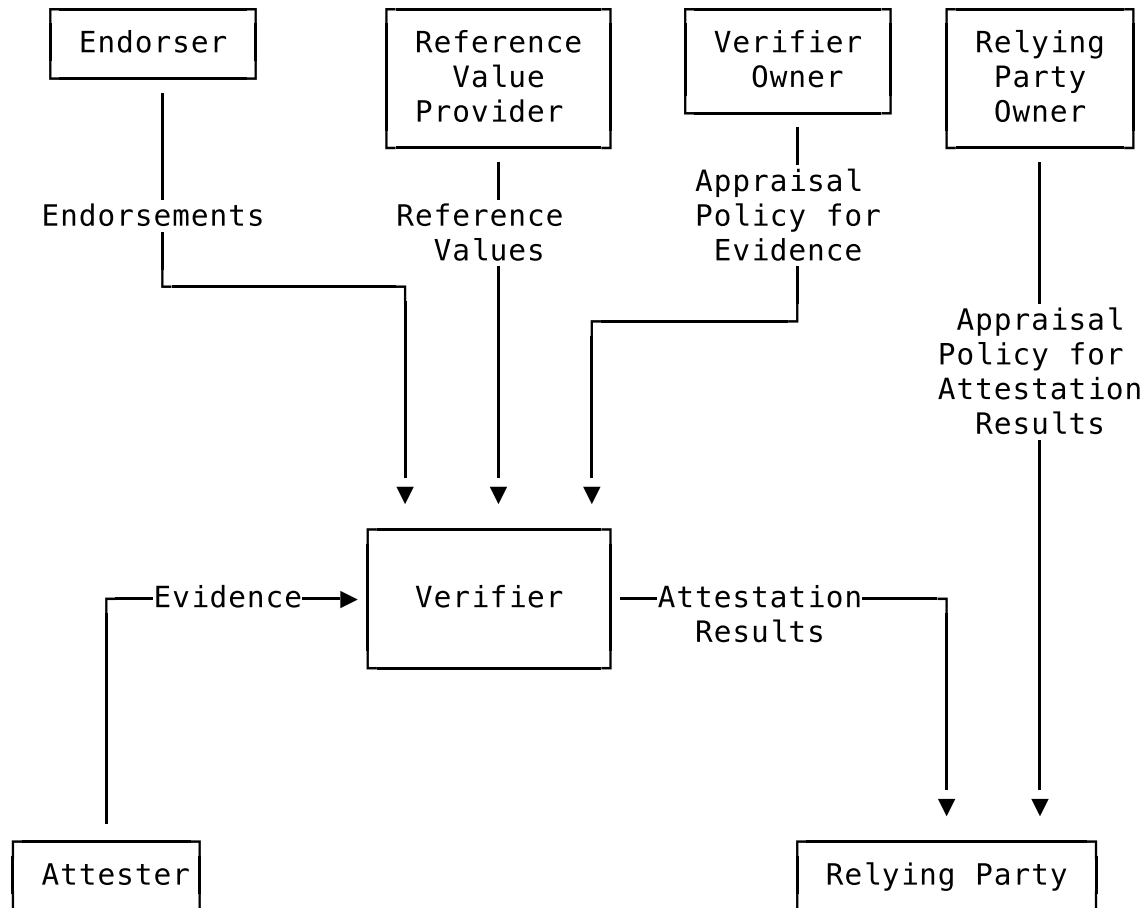 Endorser
Reference
Value
Provider
Verifier
Owner
Relying
Party
Owner
Endorsements
Reference
Values
Appraisal
Policy for
Evidence
Appraisal
Policy for
Attestation
Results
Evidence
Verifier
Attestation
Results
Attester
Relying Party